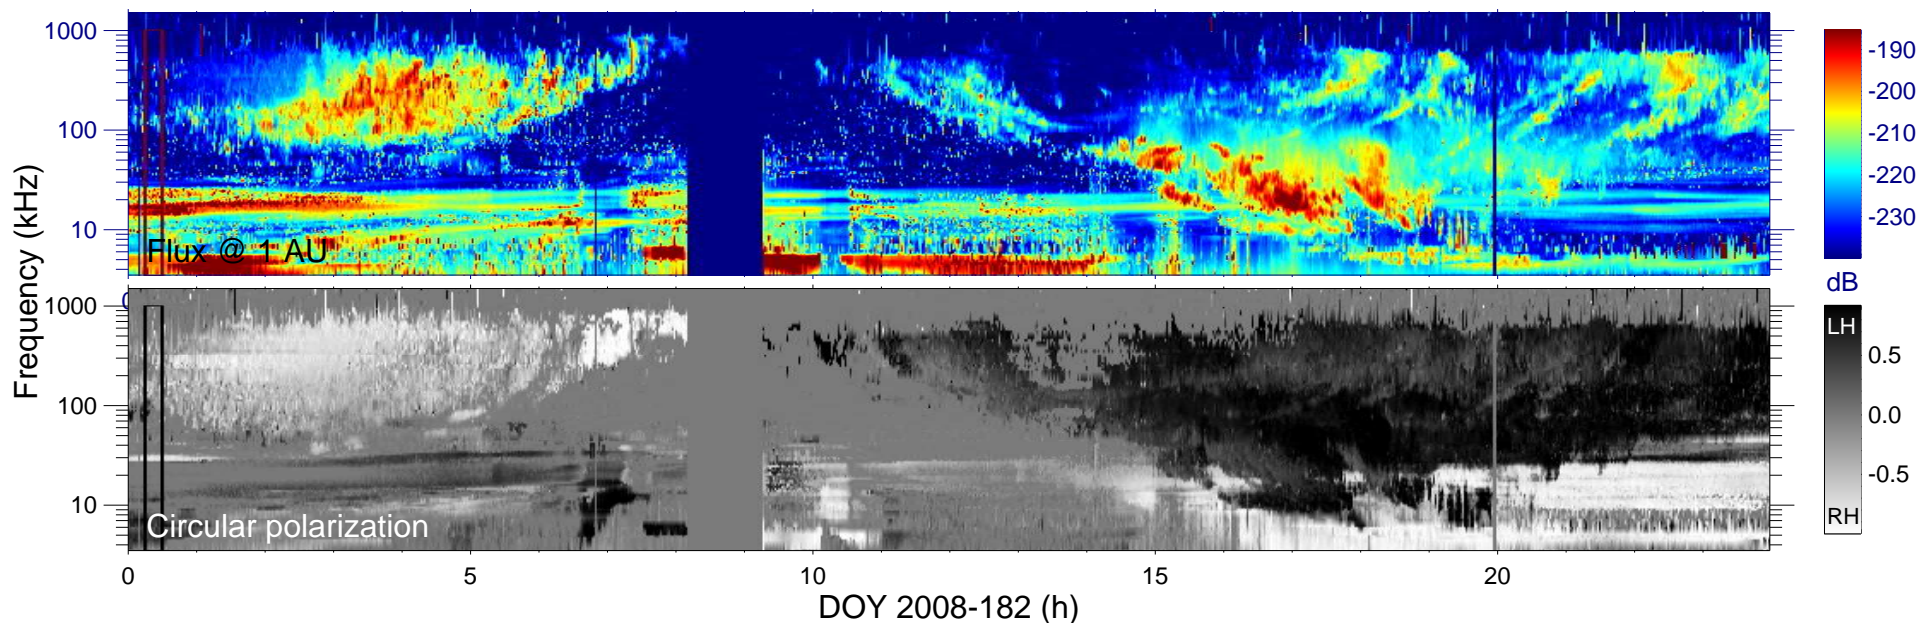 1000
100
10
Flux @ 1 AU
-190
-200
-210
-220
-230
dB
Frequency (kHz)
0
1000
100
10
Circular polarization
LH
0.5
0.0
-0.5
RH
0 5 10 15 20
DOY 2008-182 (h)